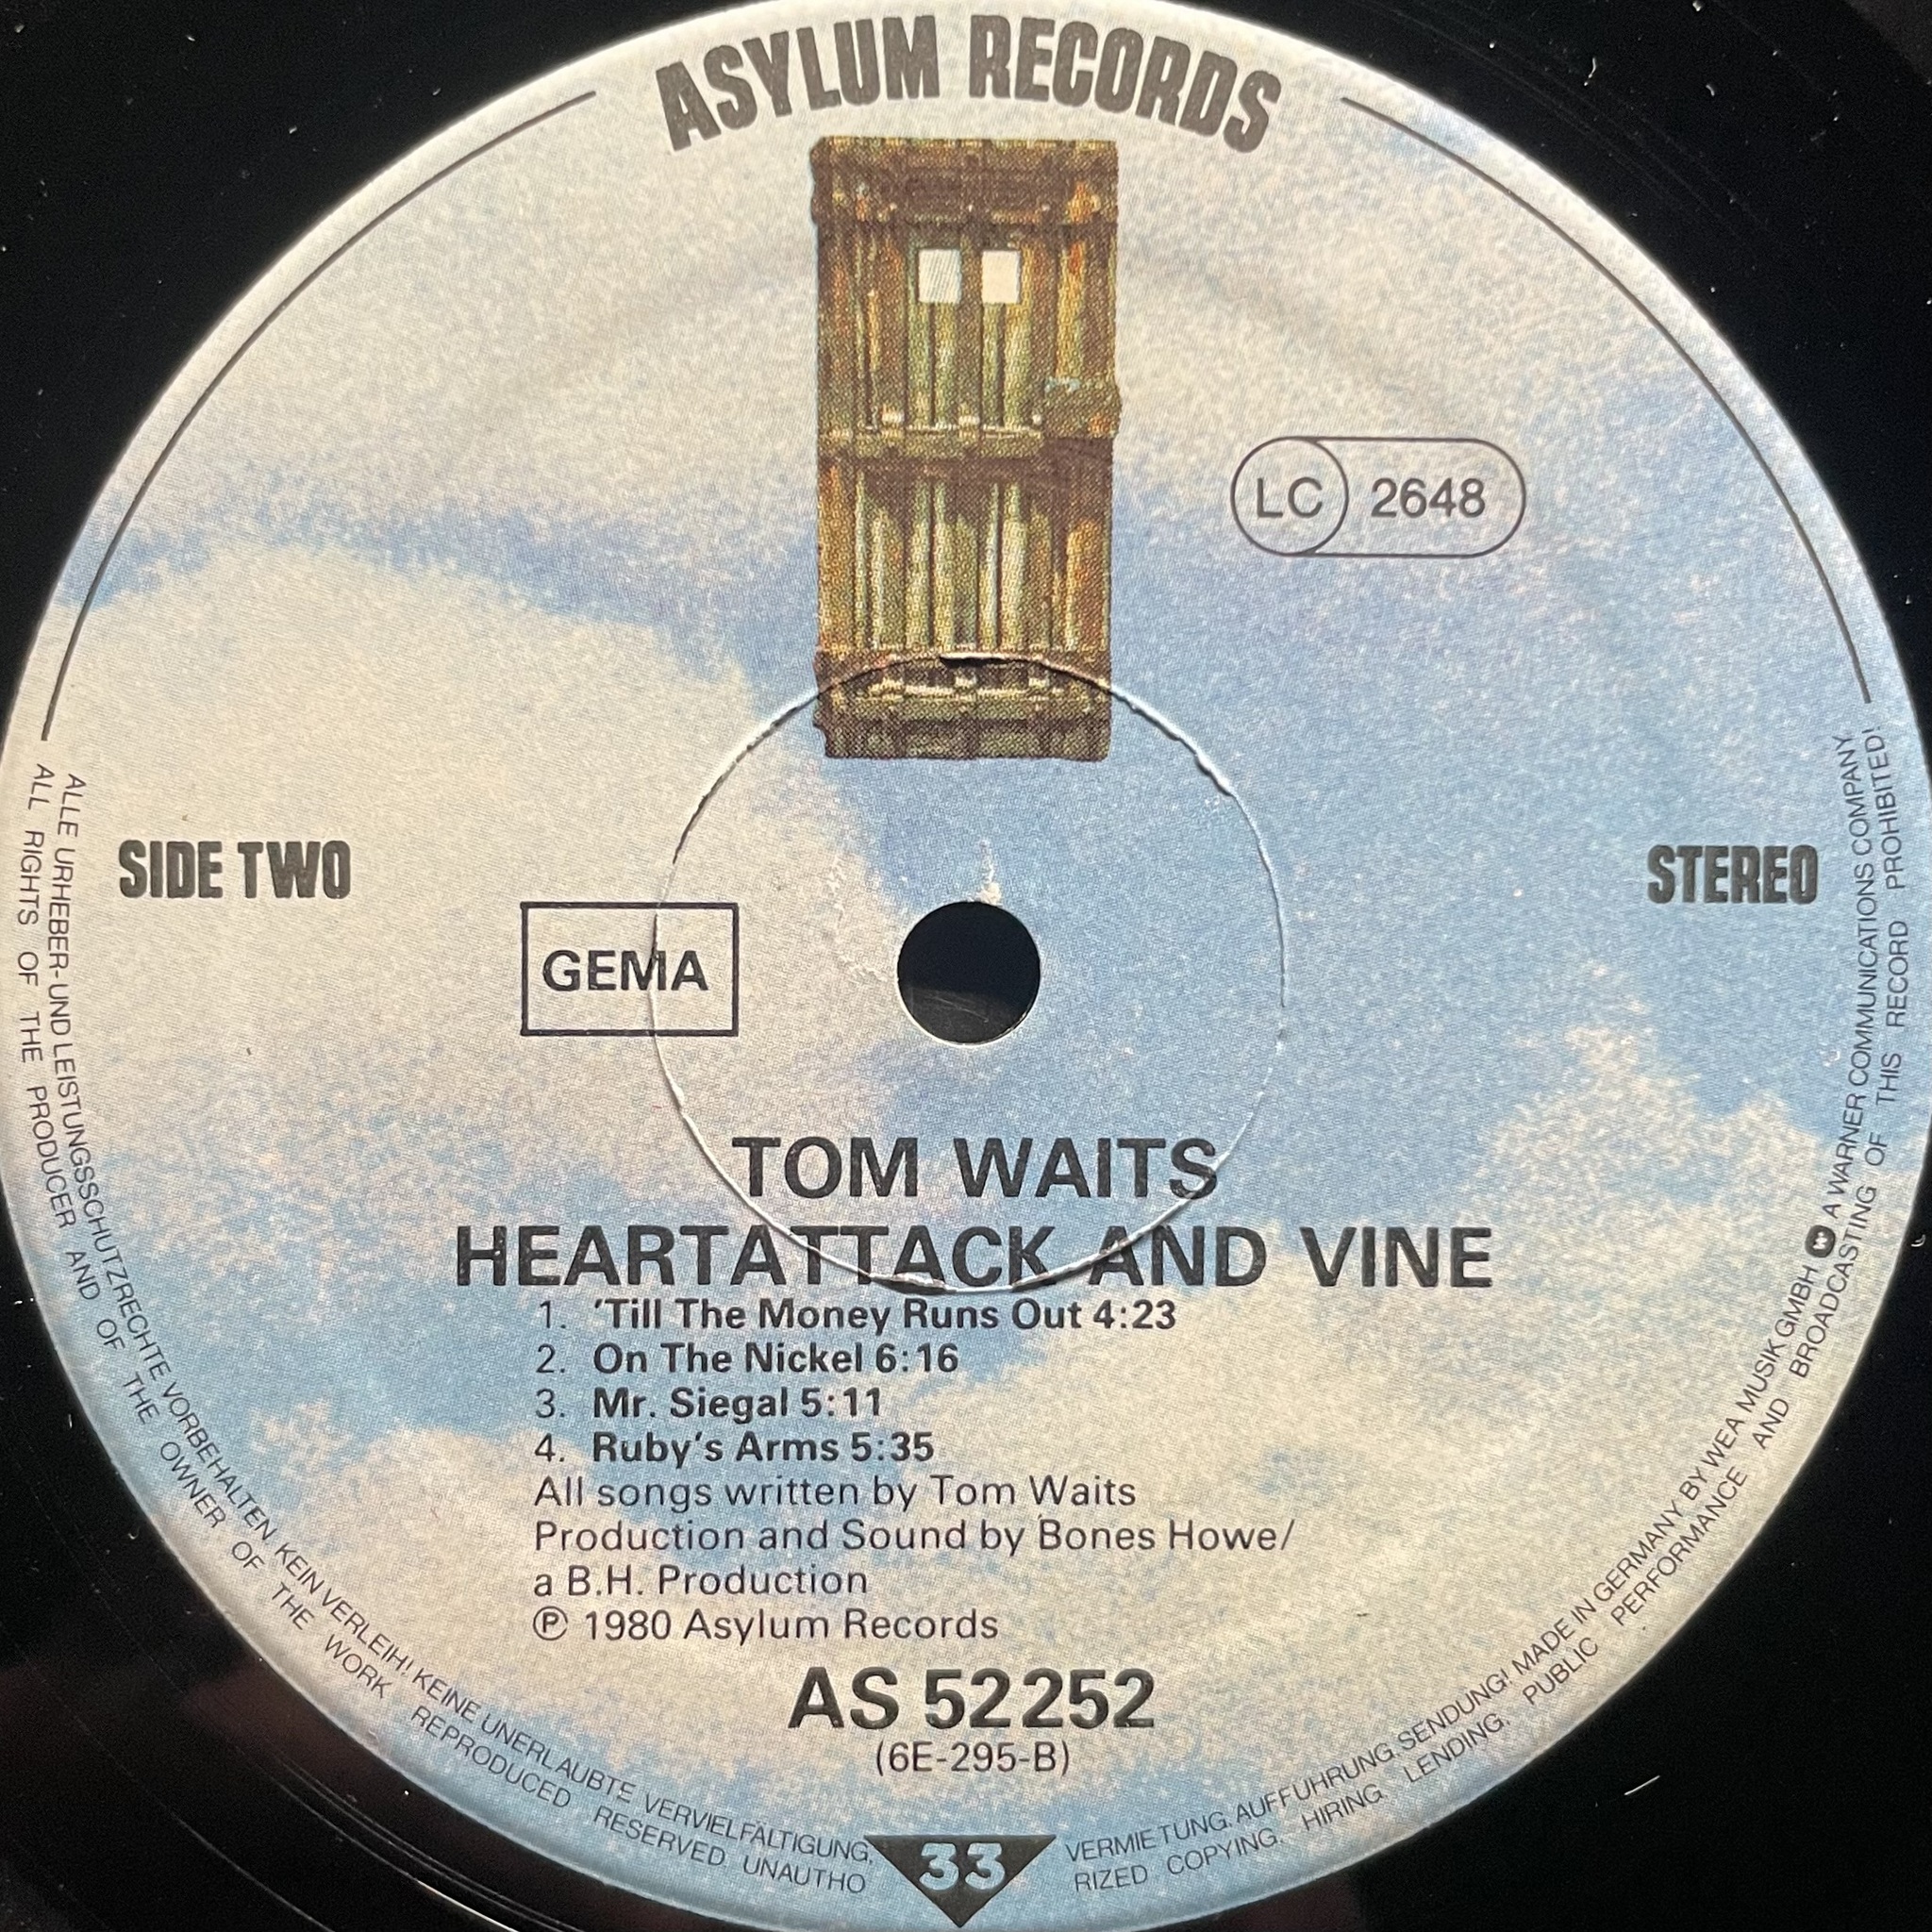 ASYLUM RECORDS
LC 2648
SIDE TWO
STEREO
GEMA
TOM WAITS
HEARTATTACK AND VINE
1. 'Till The Money Runs Out 4:23
2. On The Nickel 6:16
3. Mr. Siegal 5:11
4. Ruby's Arms 5:35
All songs written by Tom Waits
Production and Sound by Bones Howe/
a B.H. Production
℗ 1980 Asylum Records
AS 52252
(6E-295-B)
33
ALLE URHEBER- UND LEISTUNGSSCHUTZRECHTE VORBEHALTEN. KEIN VERLEIH! KEINE UNERLAUBTE VERVIELFÄLTIGUNG, VERMIETUNG, AUFFÜHRUNG, SENDUNG! MADE IN GERMANY BY WEA MUSIK GMBH W A WARNER COMMUNICATIONS COMPANY
ALL RIGHTS OF THE PRODUCER AND OF THE OWNER OF THE WORK REPRODUCED RESERVED. UNAUTHORIZED COPYING, HIRING, LENDING, PUBLIC PERFORMANCE AND BROADCASTING OF THIS RECORD PROHIBITED!